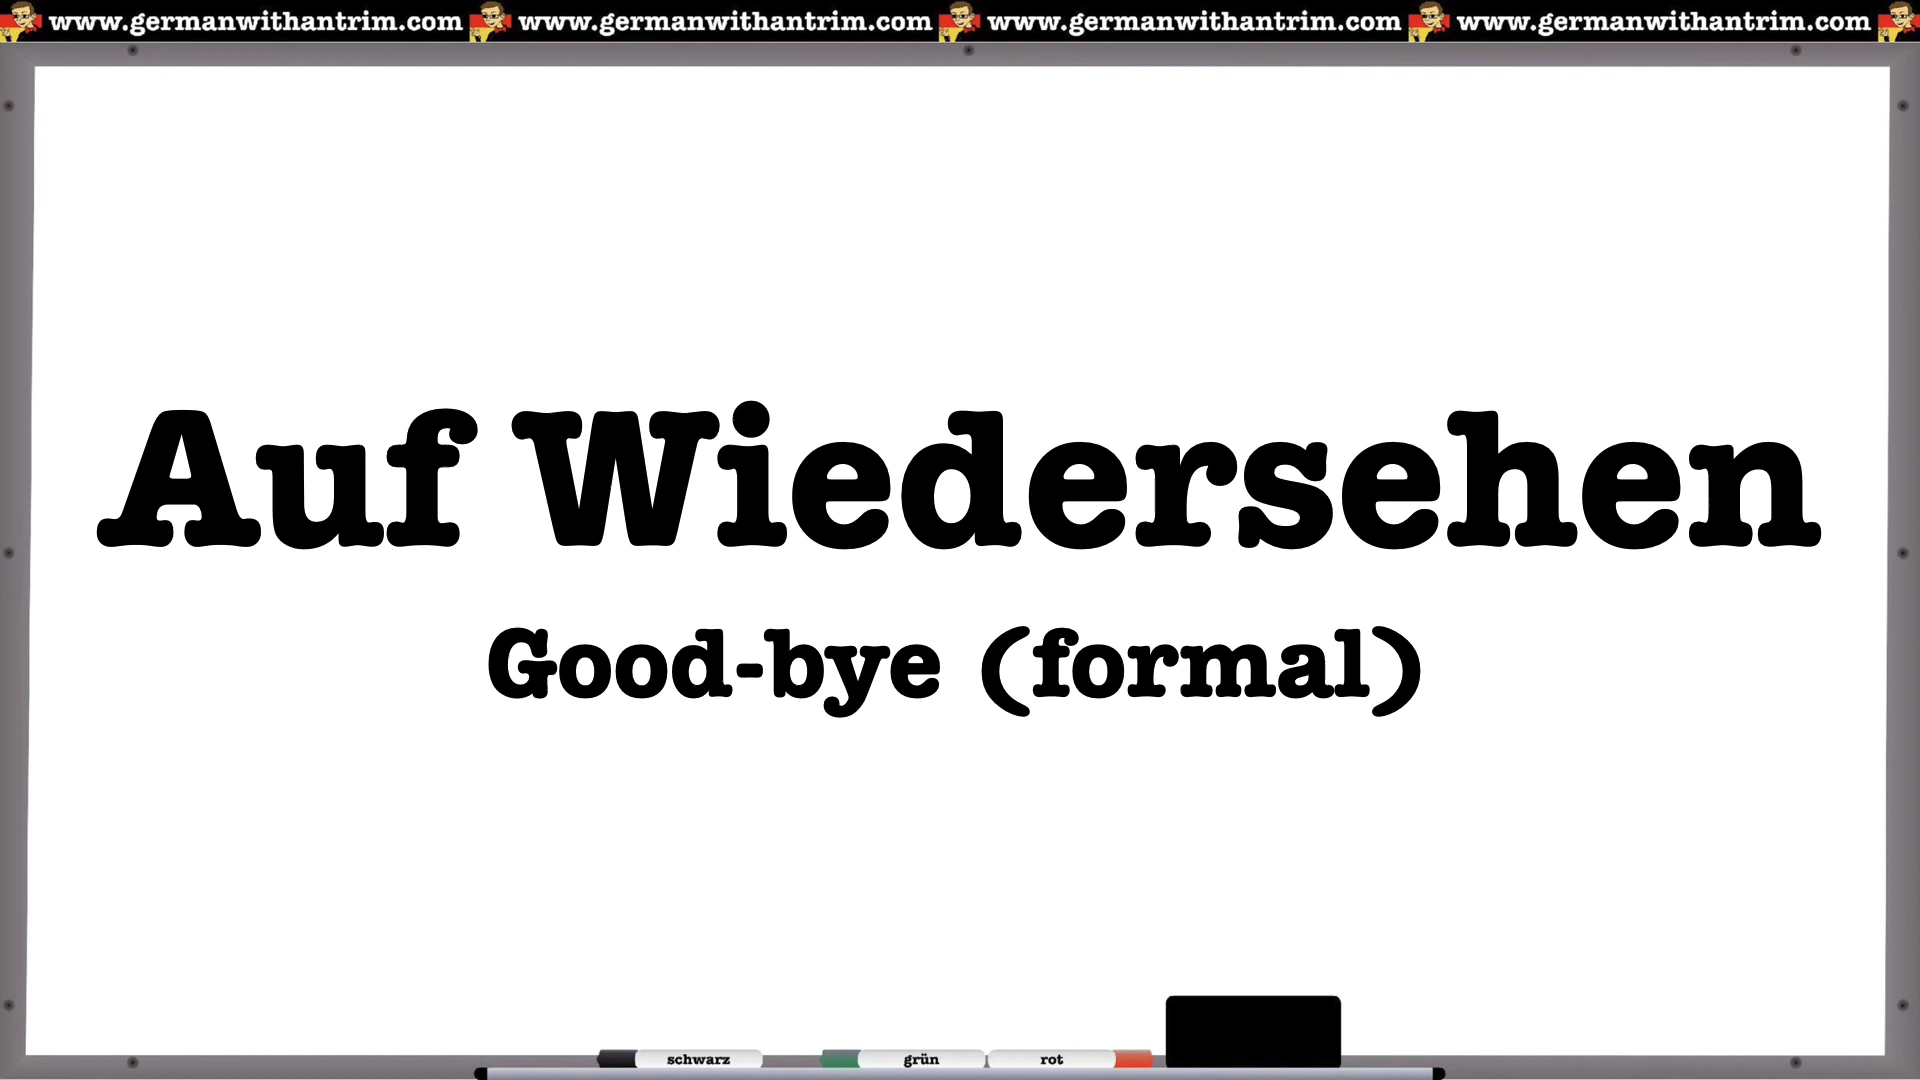 www.germanwithantrim.com www.germanwithantrim.com www.germanwithantrim.com www.germanwithantrim.com
Auf Wiedersehen
Good-bye (formal)
schwarz grün rot